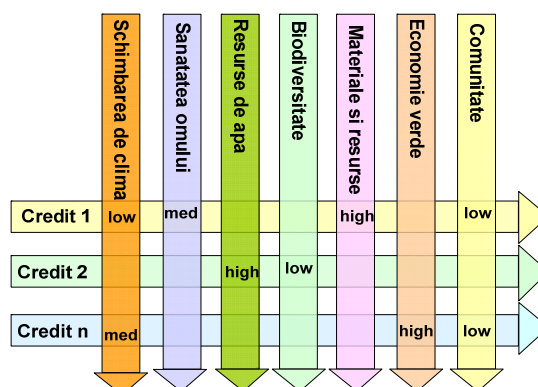 Schimbarea de clima
Sanatatea omului
Resurse de apa
Biodiversitate
Materiale si resurse
Economie verde
Comunitate
Credit 1
low
med
high
low
Credit 2
high
low
Credit n
med
high
low